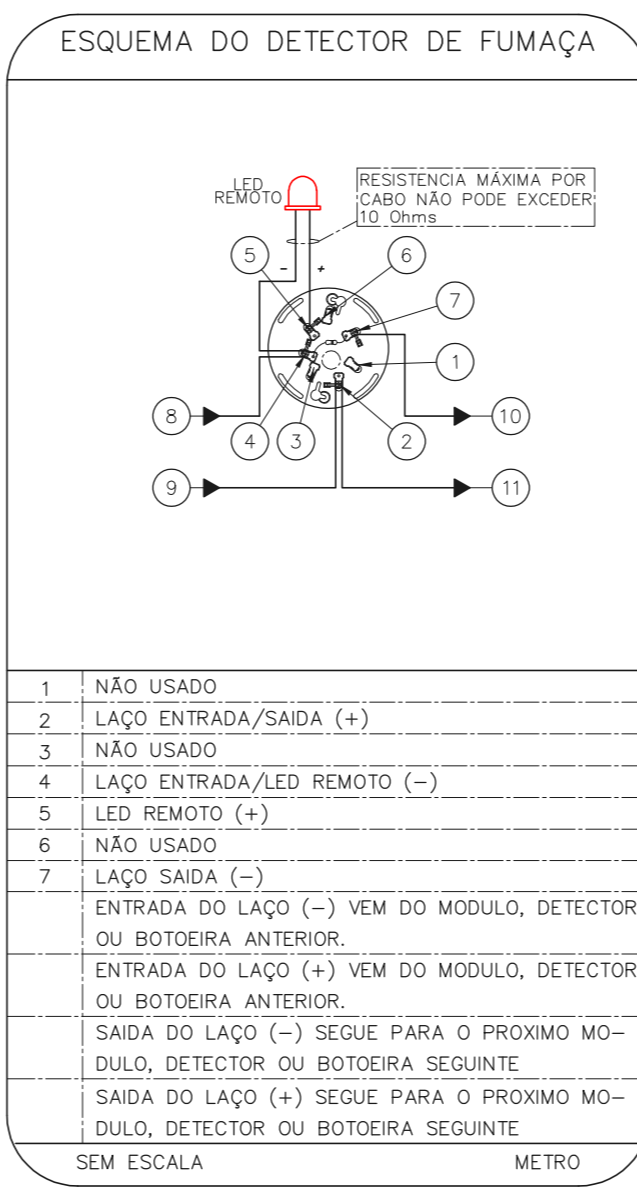 ESQUEMA DO DETECTOR DE FUMAÇA
LED
REMOTO
RESISTENCIA MÁXIMA POR
CABO NÃO PODE EXCEDER
10 Ohms
- +
5
6
7
1
8
4
3
2
10
9
11
1 NÃO USADO
2 LAÇO ENTRADA/SAIDA (+)
3 NÃO USADO
4 LAÇO ENTRADA/LED REMOTO (-)
5 LED REMOTO (+)
6 NÃO USADO
7 LAÇO SAIDA (-)
ENTRADA DO LAÇO (-) VEM DO MODULO, DETECTOR
OU BOTOEIRA ANTERIOR.
ENTRADA DO LAÇO (+) VEM DO MODULO, DETECTOR
OU BOTOEIRA ANTERIOR.
SAIDA DO LAÇO (-) SEGUE PARA O PROXIMO MO-
DULO, DETECTOR OU BOTOEIRA SEGUINTE
SAIDA DO LAÇO (+) SEGUE PARA O PROXIMO MO-
DULO, DETECTOR OU BOTOEIRA SEGUINTE
SEM ESCALA METRO